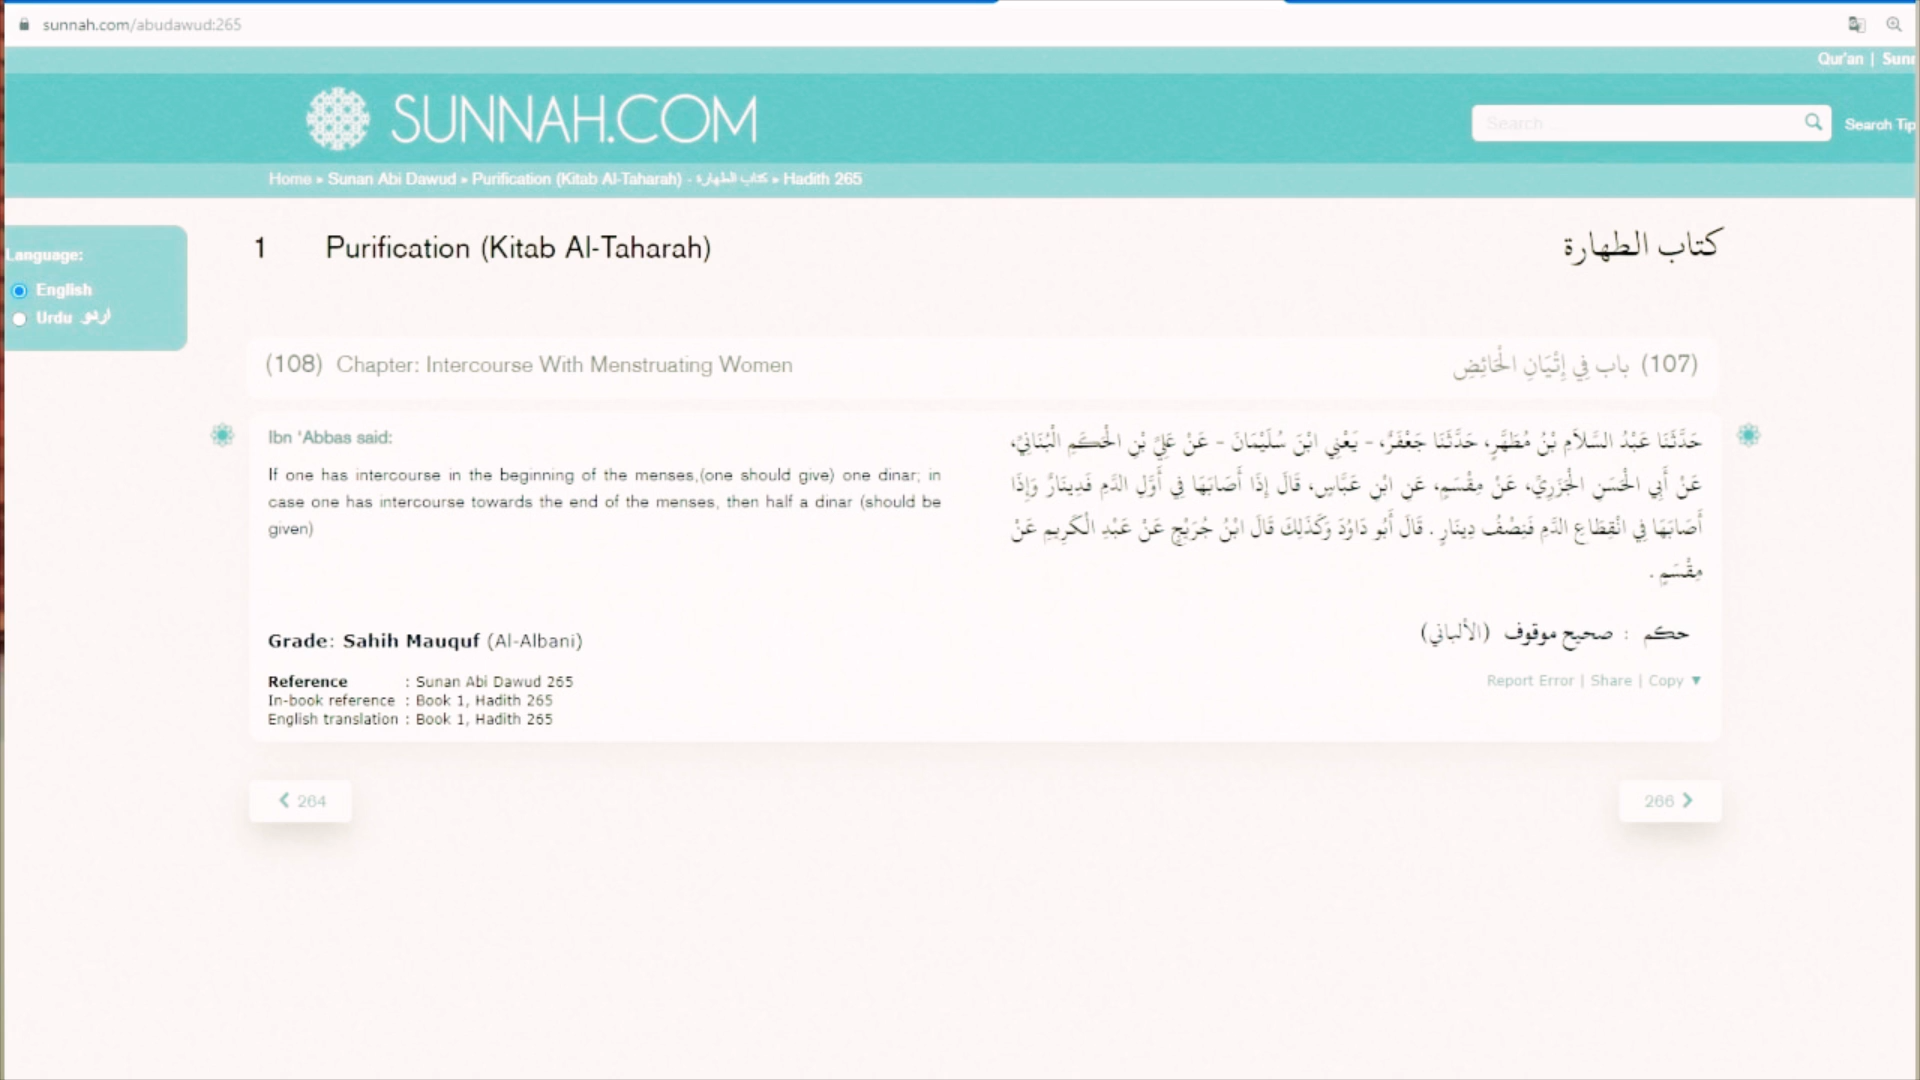 sunnah.com/abudawud:265
Qur'an | Sunn
SUNNAH.COM
Search
Search Tip
Home » Sunan Abi Dawud » Purification (Kitab Al-Taharah) - كتاب الطهارة » Hadith 265
Language:
English
Urdu اردو
1 Purification (Kitab Al-Taharah) كتاب الطهارة
(108) Chapter: Intercourse With Menstruating Women
(107) باب فِي إِتْيَانِ الْحَائِضِ
Ibn 'Abbas said:
If one has intercourse in the beginning of the menses,(one should give) one dinar; in
case one has intercourse towards the end of the menses, then half a dinar (should be
given)
حَدَّثَنَا عَبْدُ السَّلاَمِ بْنُ مُطَهَّرٍ، حَدَّثَنَا جَعْفَرٌ، - يَعْنِي ابْنَ سُلَيْمَانَ - عَنْ عَلِيِّ بْنِ الْحَكَمِ الْبُنَانِيِّ،
عَنْ أَبِي الْحَسَنِ الْجَزَرِيِّ، عَنْ مِقْسَمٍ، عَنِ ابْنِ عَبَّاسٍ، قَالَ إِذَا أَصَابَهَا فِي أَوَّلِ الدَّمِ فَدِينَارٌ وَإِذَا
أَصَابَهَا فِي انْقِطَاعِ الدَّمِ فَنِصْفُ دِينَارٍ . قَالَ أَبُو دَاوُدَ وَكَذَلِكَ قَالَ ابْنُ جُرَيْجٍ عَنْ عَبْدِ الْكَرِيمِ عَنْ
مِقْسَمٍ .
Grade: Sahih Mauquf (Al-Albani)
حكم : صحيح موقوف (الألباني)
Reference : Sunan Abi Dawud 265
In-book reference : Book 1, Hadith 265
English translation : Book 1, Hadith 265
Report Error | Share | Copy ▼
264
266